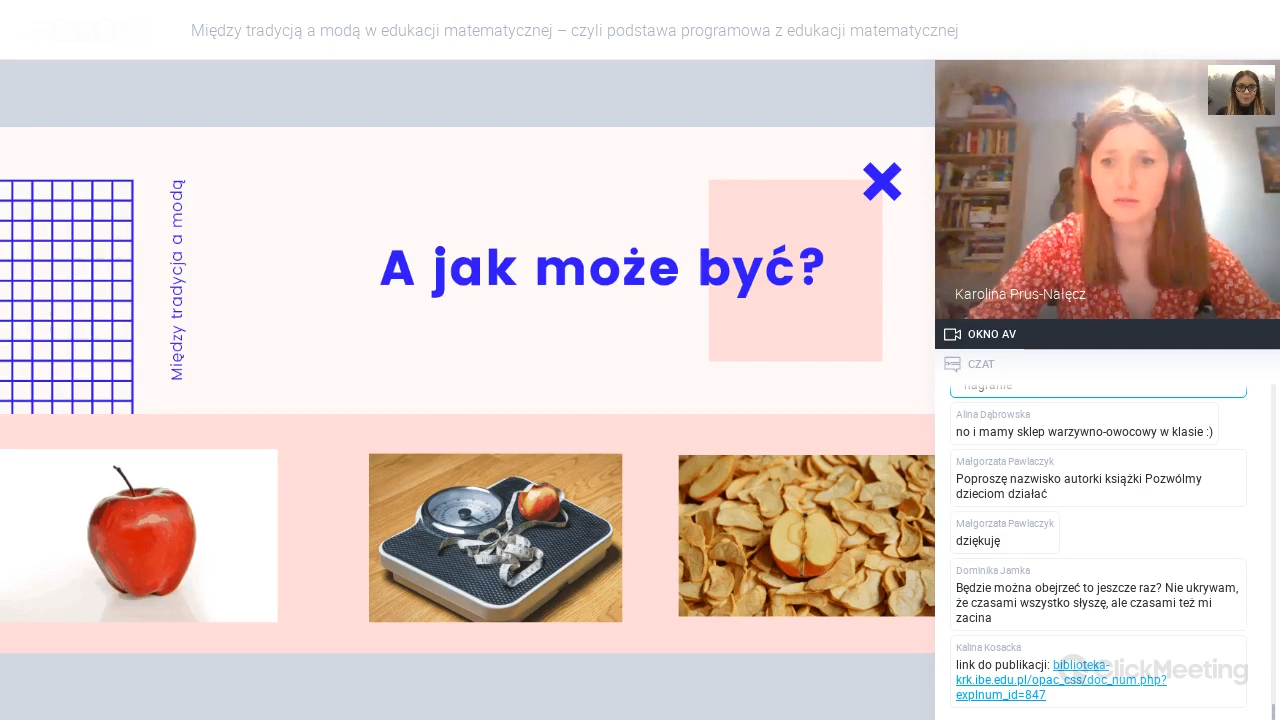 Między tradycją a modą w edukacji matematycznej – czyli podstawa programowa z edukacji matematycznej
Między tradycja a modą
A jak może być?
Karolina Prus-Nałęcz
OKNO AV
CZAT
nagranie
Alina Dąbrowska
no i mamy sklep warzywno-owocowy w klasie :)
Małgorzata Pawlaczyk
Poproszę nazwisko autorki książki Pozwólmy
dzieciom działać
Małgorzata Pawlaczyk
dziękuję
Dominika Jamka
Będzie można obejrzeć to jeszcze raz? Nie ukrywam,
że czasami wszystko słyszę, ale czasami też mi
zacina
Kalina Kosacka
link do publikacji: biblioteka-
krk.ibe.edu.pl/opac_css/doc_num.php?
explnum_id=847
ClickMeeting